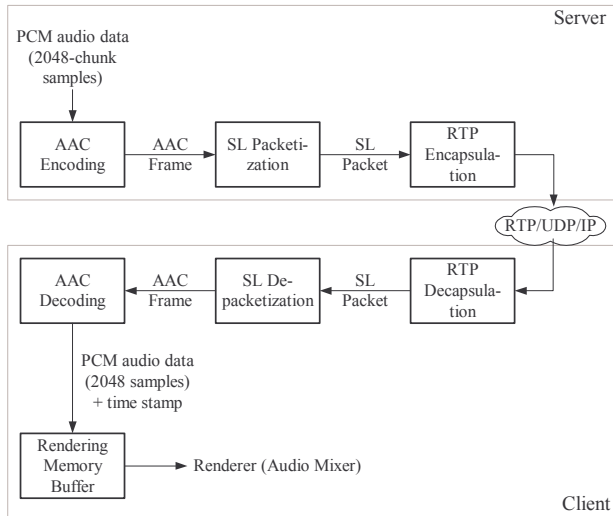 Server
PCM audio data
(2048-chunk
samples)
AAC
Encoding
AAC
Frame
SL Packeti-
zation
SL
Packet
RTP
Encapsula-
tion
RTP/UDP/IP
AAC
Decoding
AAC
Frame
SL De-
packetization
SL
Packet
RTP
Decapsula-
tion
PCM audio data
(2048 samples)
+ time stamp
Rendering
Memory
Buffer
Renderer (Audio Mixer)
Client